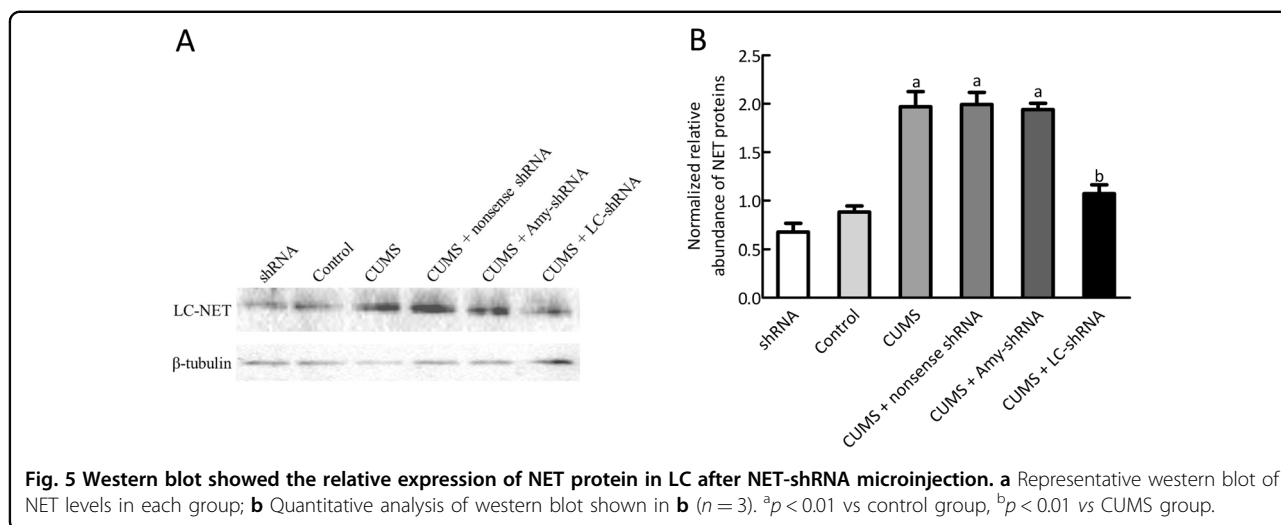 A
shRNA
Control
CUMS
CUMS + nonsense shRNA
CUMS + Amy-shRNA
CUMS + LC-shRNA
LC-NET
β-tubulin
B
Normalized relative
abundance of NET proteins
2.5
2.0
1.5
1.0
0.5
0.0
a
a
a
b
shRNA
Control
CUMS
CUMS + nonsense shRNA
CUMS + Amy-shRNA
CUMS + LC-shRNA
Fig. 5 Western blot showed the relative expression of NET protein in LC after NET-shRNA microinjection. a Representative western blot of
NET levels in each group; b Quantitative analysis of western blot shown in b (n = 3). ᵃp < 0.01 vs control group, ᵇp < 0.01 vs CUMS group.